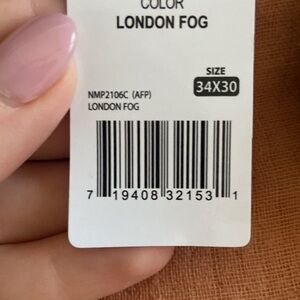 COLOR
LONDON FOG
SIZE
34X30
NMP2106C (AFP)
LONDON FOG
7 19408 32153 1